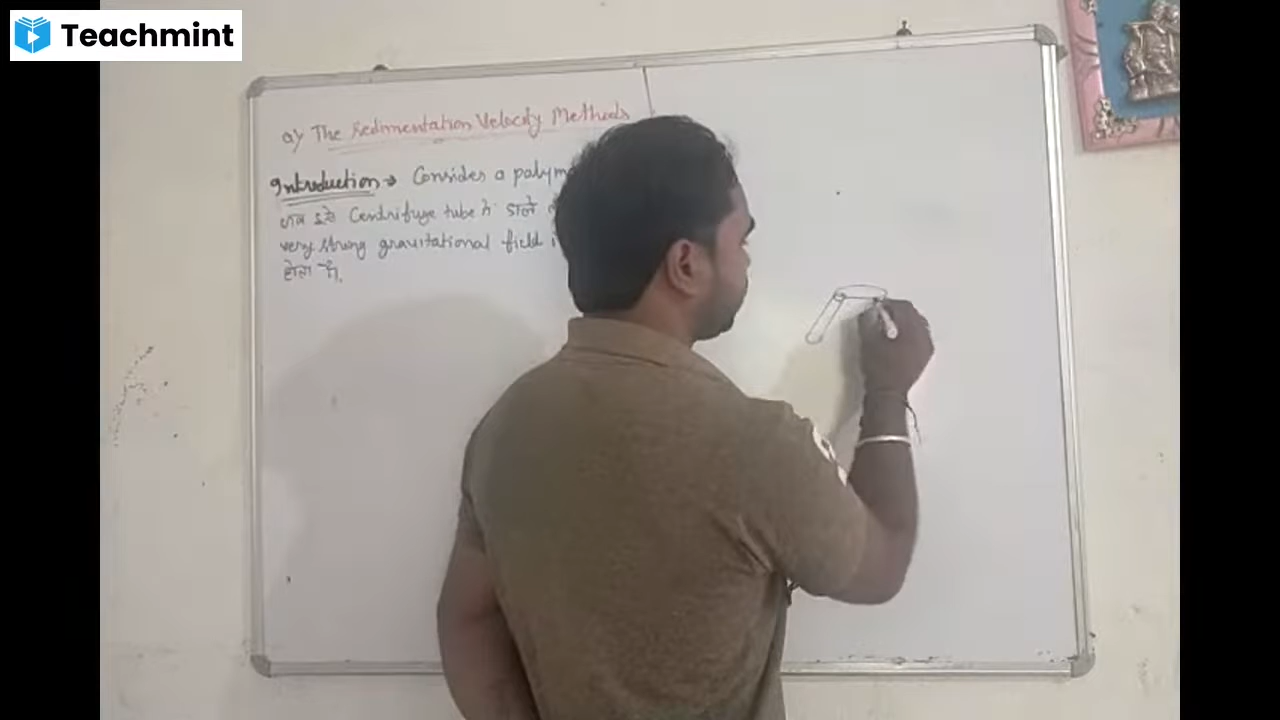 Teachmint
a) The Sedimentation Velocity Methods
Introduction → Consider a polym
जब इसे Centrifuge tube में डाले
very strong gravitational field
होता है.